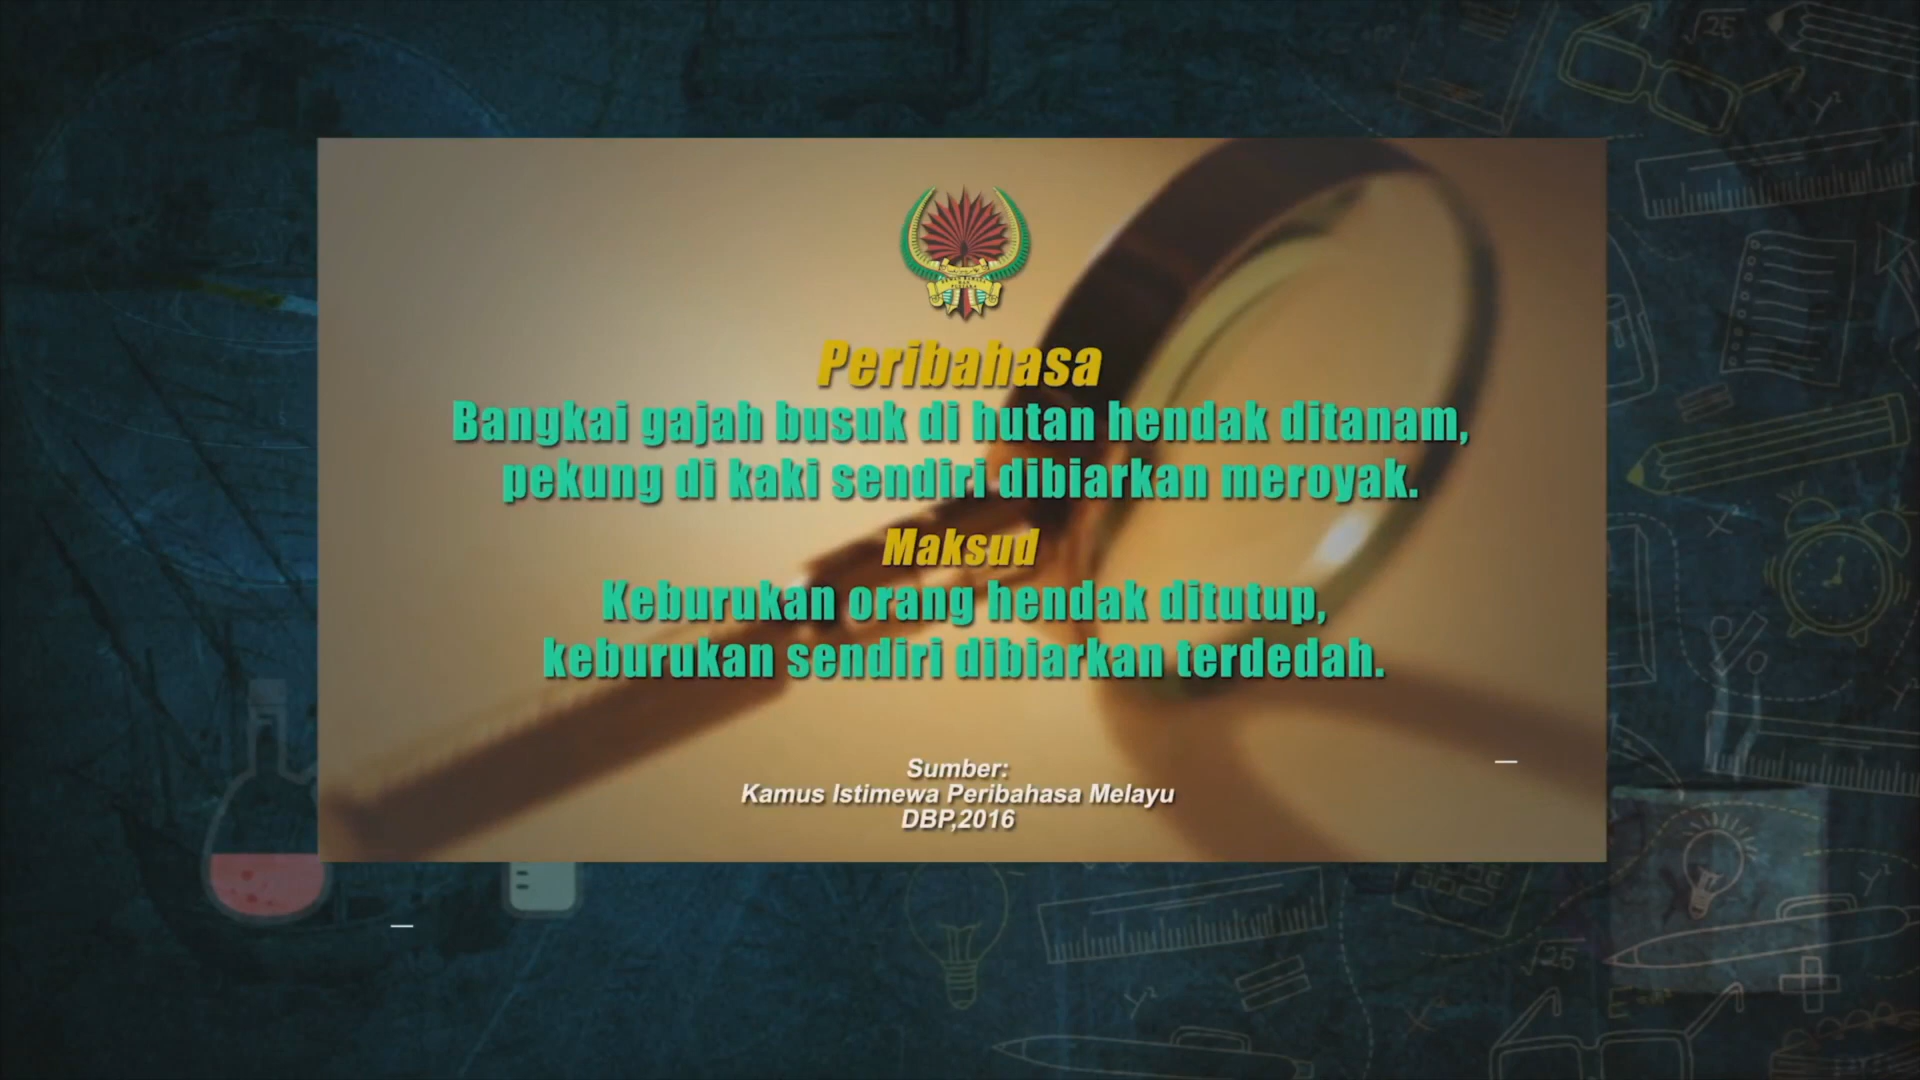 Peribahasa
Bangkai gajah busuk di hutan hendak ditanam,
pekung di kaki sendiri dibiarkan meroyak.
Maksud
Keburukan orang hendak ditutup,
keburukan sendiri dibiarkan terdedah.
Sumber:
Kamus Istimewa Peribahasa Melayu
DBP,2016